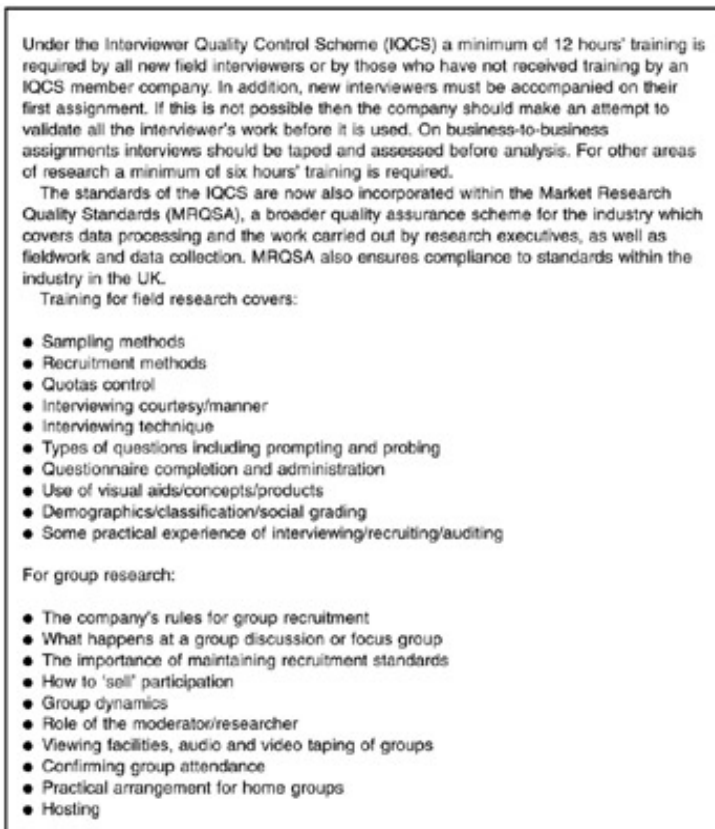 Under the Interviewer Quality Control Scheme (IQCS) a minimum of 12 hours' training is
required by all new field interviewers or by those who have not received training by an
IQCS member company. In addition, new interviewers must be accompanied on their
first assignment. If this is not possible then the company should make an attempt to
validate all the interviewer's work before it is used. On business-to-business
assignments interviews should be taped and assessed before analysis. For other areas
of research a minimum of six hours' training is required.
The standards of the IQCS are now also incorporated within the Market Research
Quality Standards (MRQSA), a broader quality assurance scheme for the industry which
covers data processing and the work carried out by research executives, as well as
fieldwork and data collection. MRQSA also ensures compliance to standards within the
industry in the UK.
Training for field research covers:
● Sampling methods
● Recruitment methods
● Quotas control
● Interviewing courtesy/manner
● Interviewing technique
● Types of questions including prompting and probing
● Questionnaire completion and administration
● Use of visual aids/concepts/products
● Demographics/classification/social grading
● Some practical experience of interviewing/recruiting/auditing
For group research:
● The company's rules for group recruitment
● What happens at a group discussion or focus group
● The importance of maintaining recruitment standards
● How to 'sell' participation
● Group dynamics
● Role of the moderator/researcher
● Viewing facilities, audio and video taping of groups
● Confirming group attendance
● Practical arrangement for home groups
● Hosting